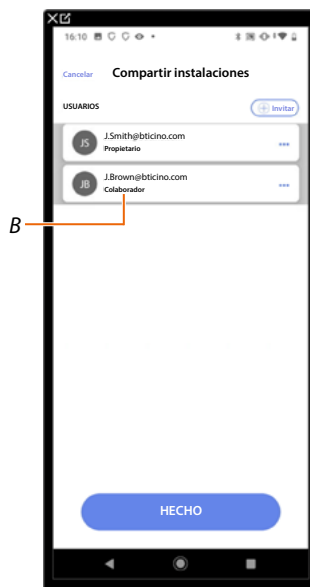 16:10
Cancelar Compartir instalaciones
USUARIOS Invitar
JS J.Smith@bticino.com
Propietario
JB J.Brown@bticino.com
Colaborador
B
HECHO